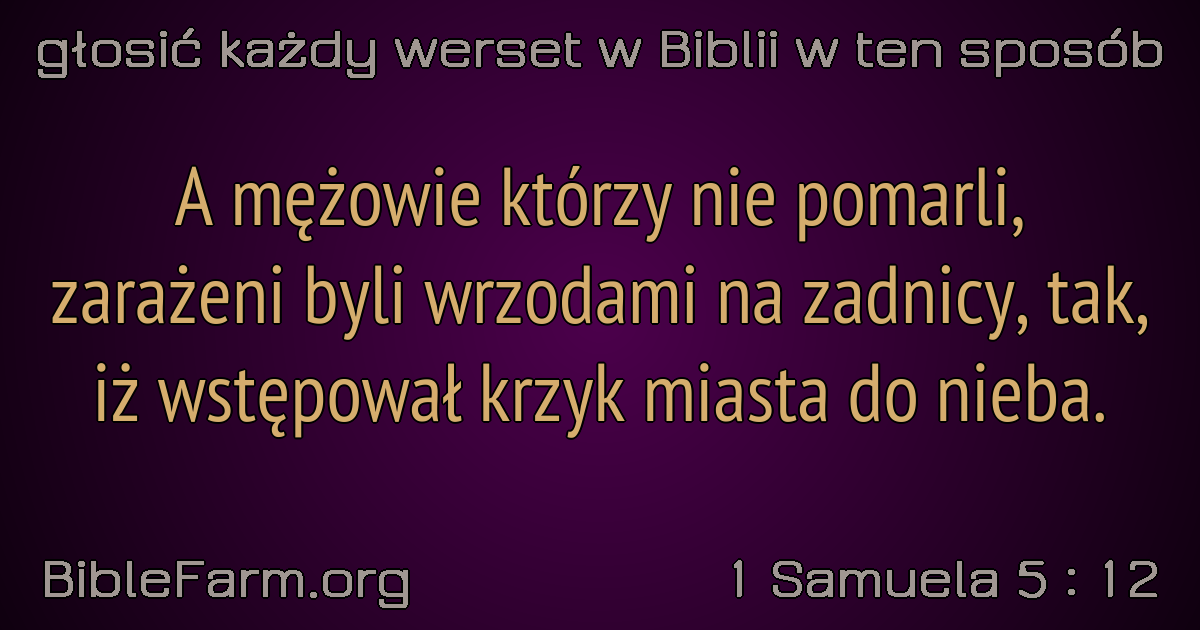 głosić każdy werset w Biblii w ten sposób
A mężowie którzy nie pomarli,
zarażeni byli wrzodami na zadnicy, tak,
iż wstępował krzyk miasta do nieba.
BibleFarm.org
1 Samuela 5 : 12